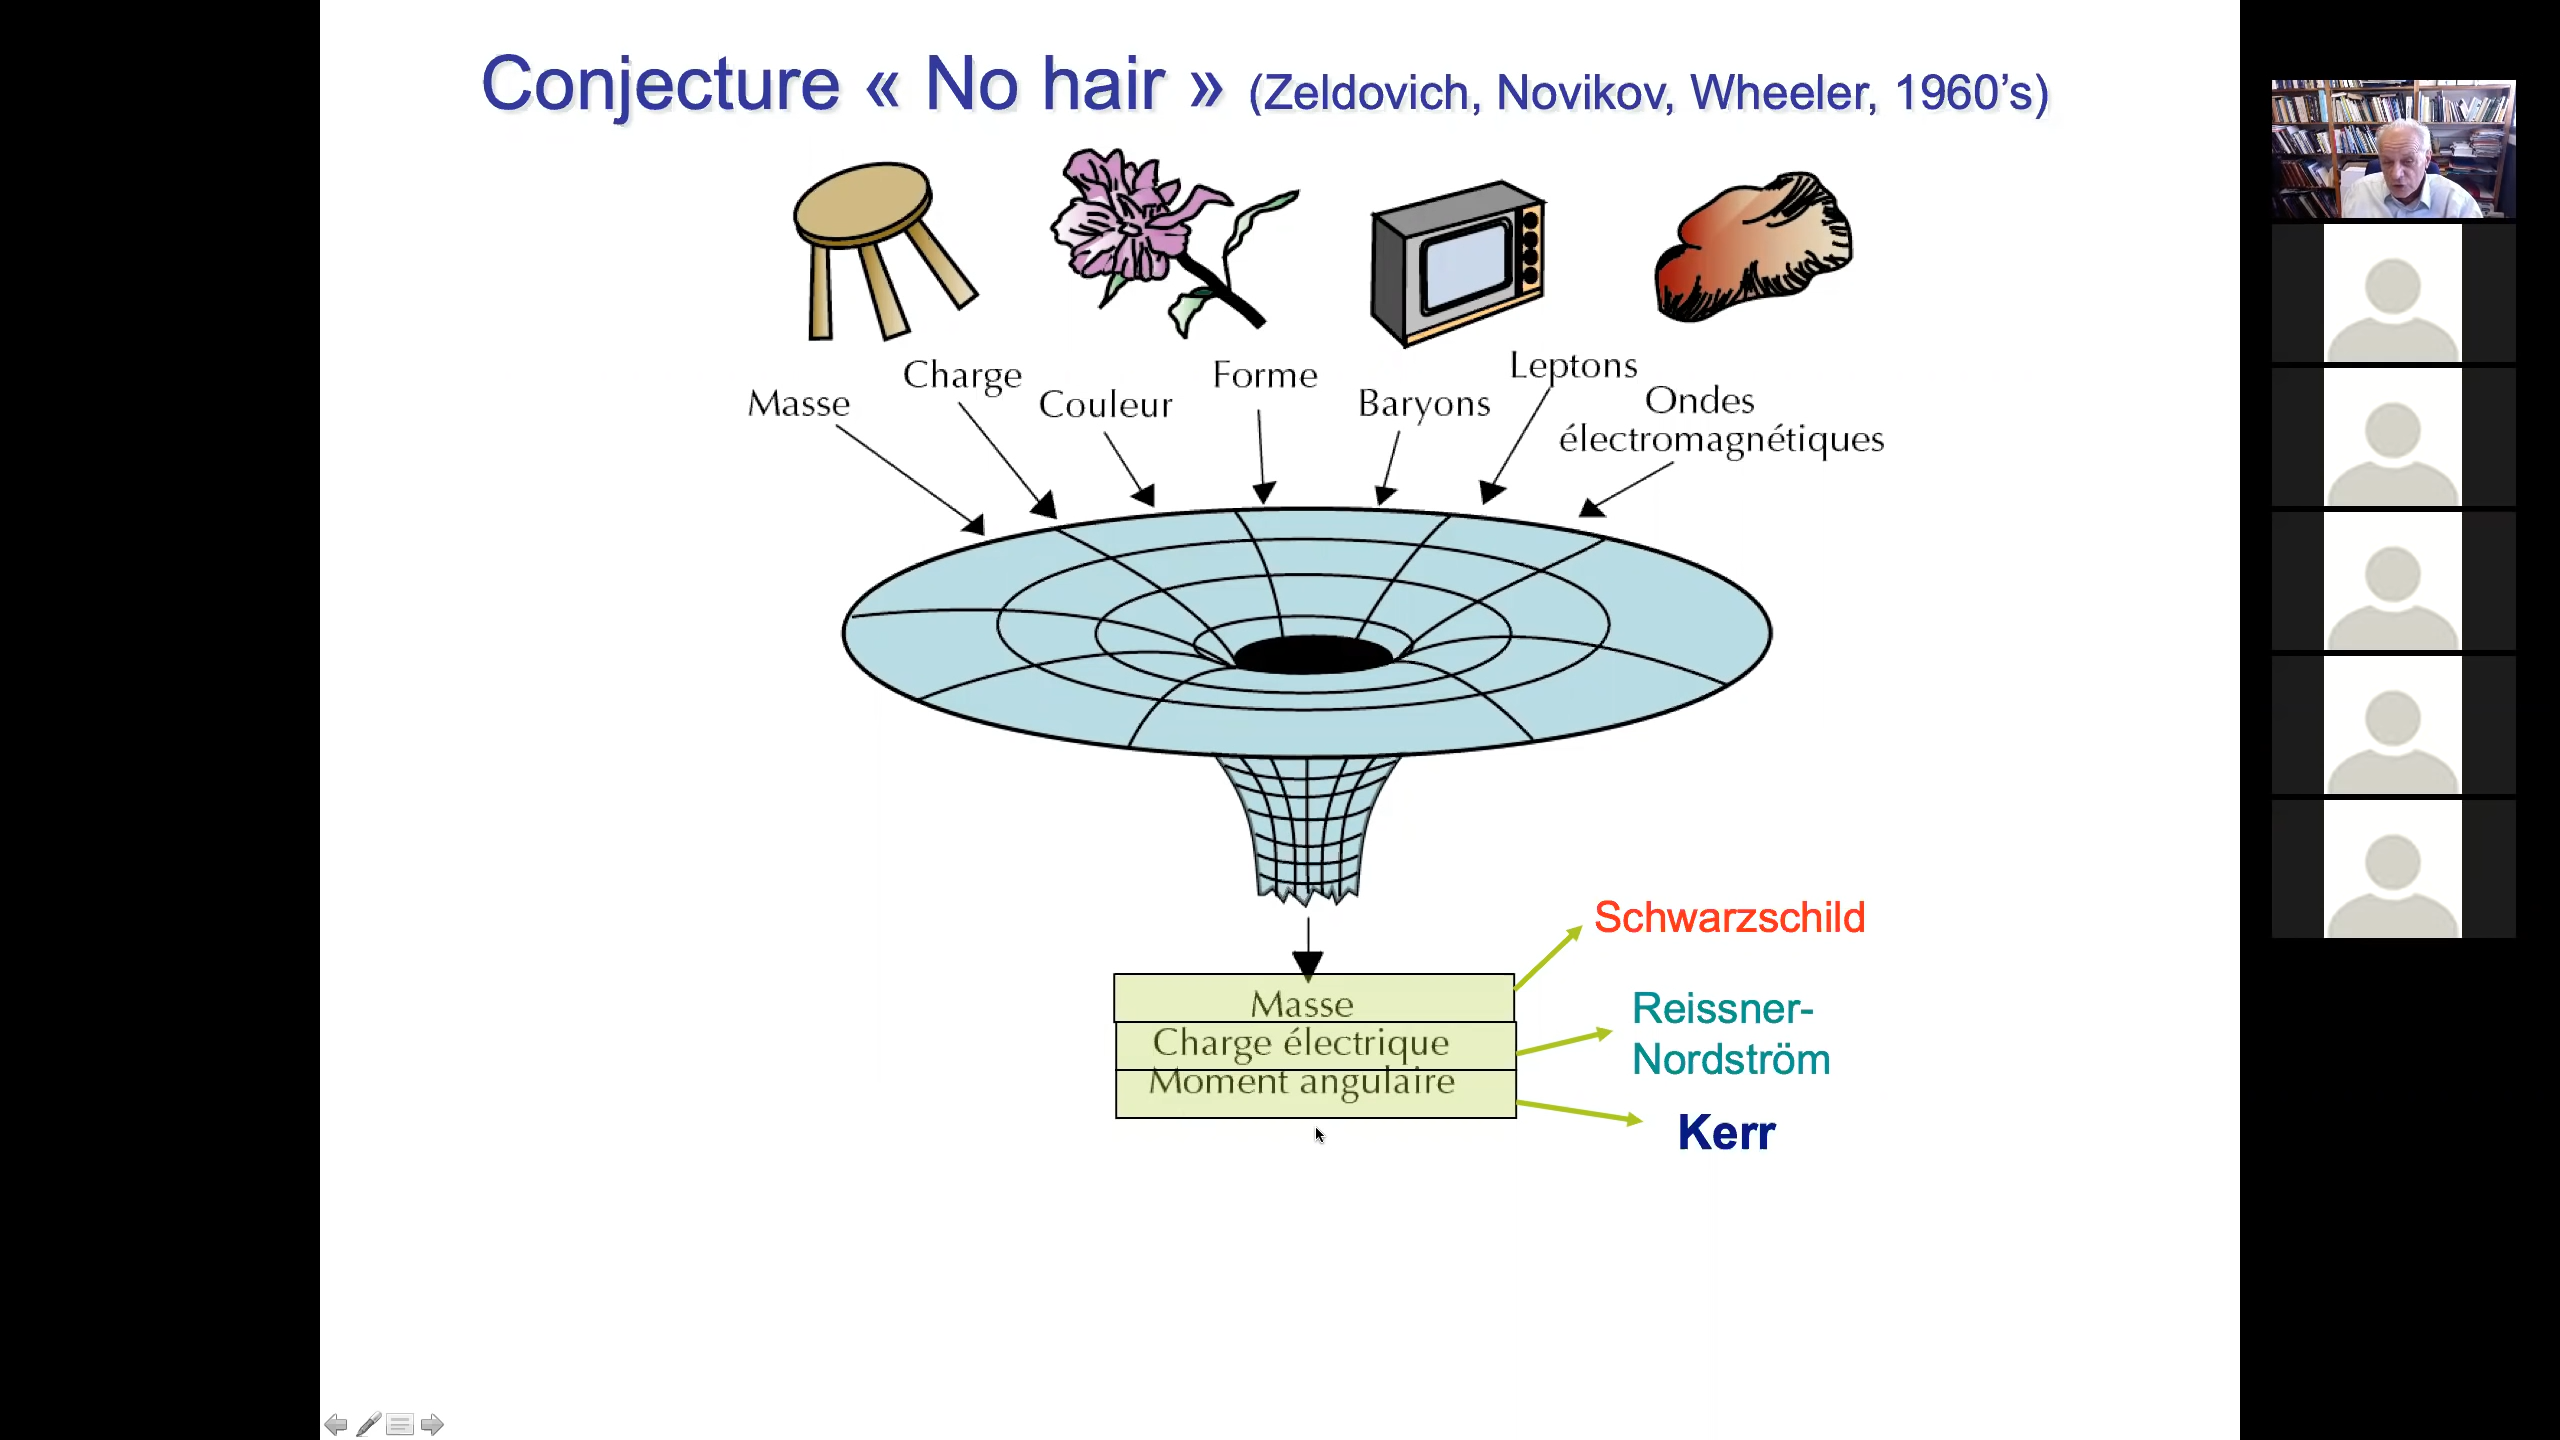 Conjecture « No hair » (Zeldovich, Novikov, Wheeler, 1960’s)
Masse
Charge
Couleur
Forme
Baryons
Leptons
Ondes
électromagnétiques
Masse
Charge électrique
Moment angulaire
Schwarzschild
Reissner-
Nordström
Kerr